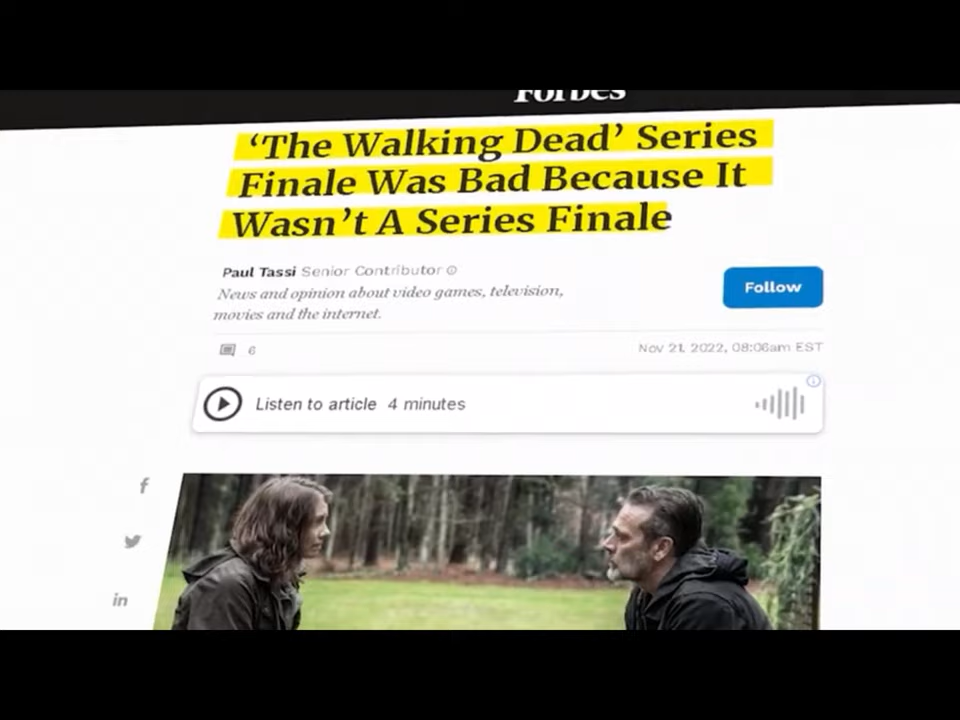 Forbes
‘The Walking Dead’ Series
Finale Was Bad Because It
Wasn’t A Series Finale
Paul Tassi Senior Contributor
News and opinion about video games, television,
movies and the internet.
Follow
6
Nov 21, 2022, 08:06am EST
Listen to article 4 minutes
f
in